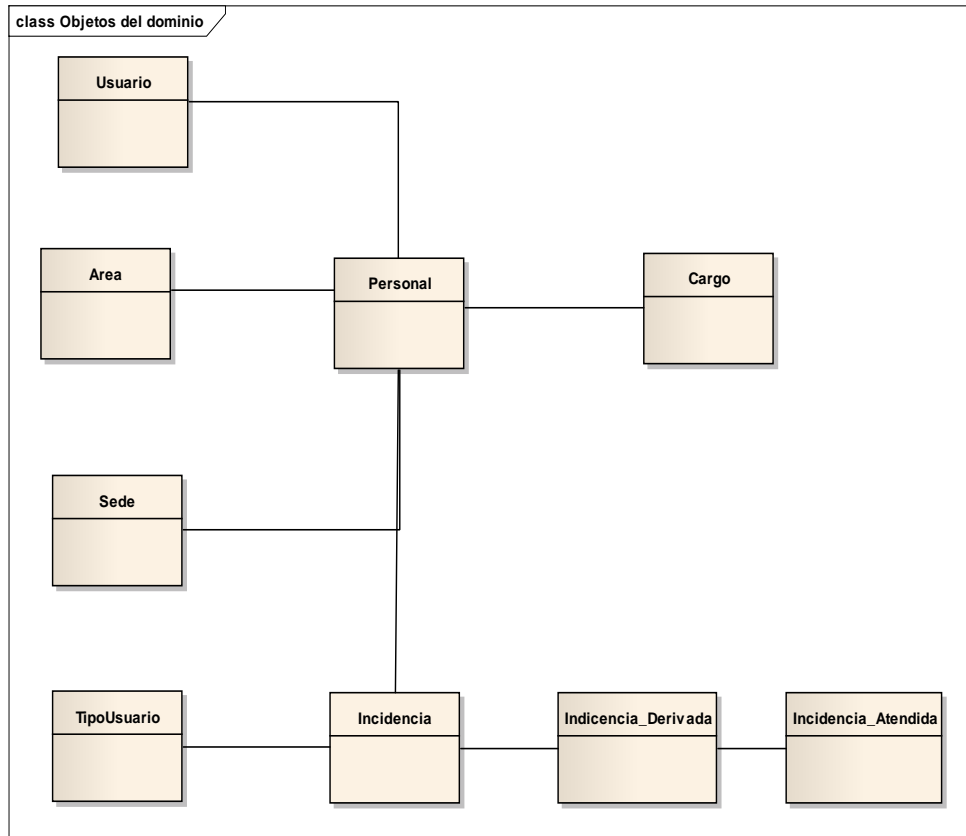 class Objetos del dominio
Usuario
Area
Personal
Cargo
Sede
TipoUsuario
Incidencia
Indicencia_Derivada
Incidencia_Atendida